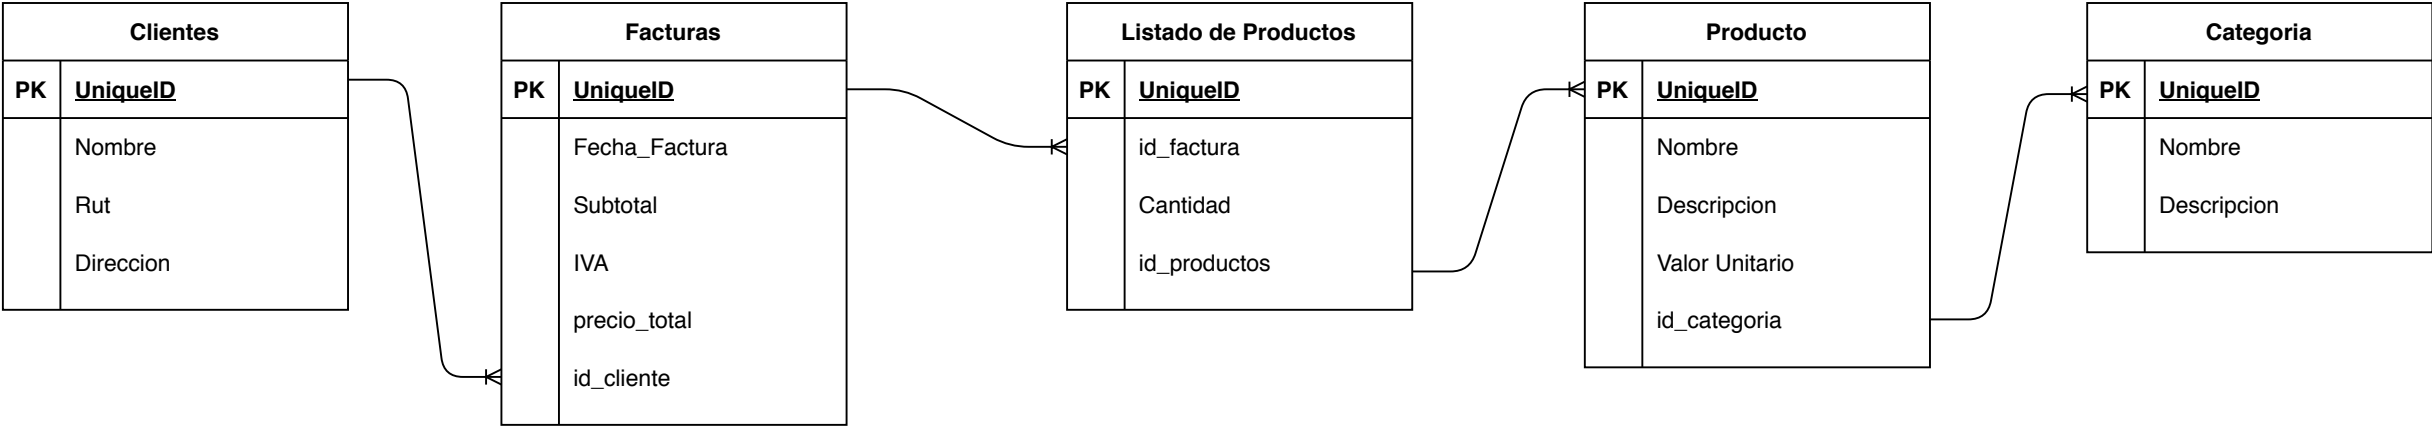 Clientes
PK UniqueID
Nombre
Rut
Direccion
Facturas
PK UniqueID
Fecha_Factura
Subtotal
IVA
precio_total
id_cliente
Listado de Productos
PK UniqueID
id_factura
Cantidad
id_productos
Producto
PK UniqueID
Nombre
Descripcion
Valor Unitario
id_categoria
Categoria
PK UniqueID
Nombre
Descripcion